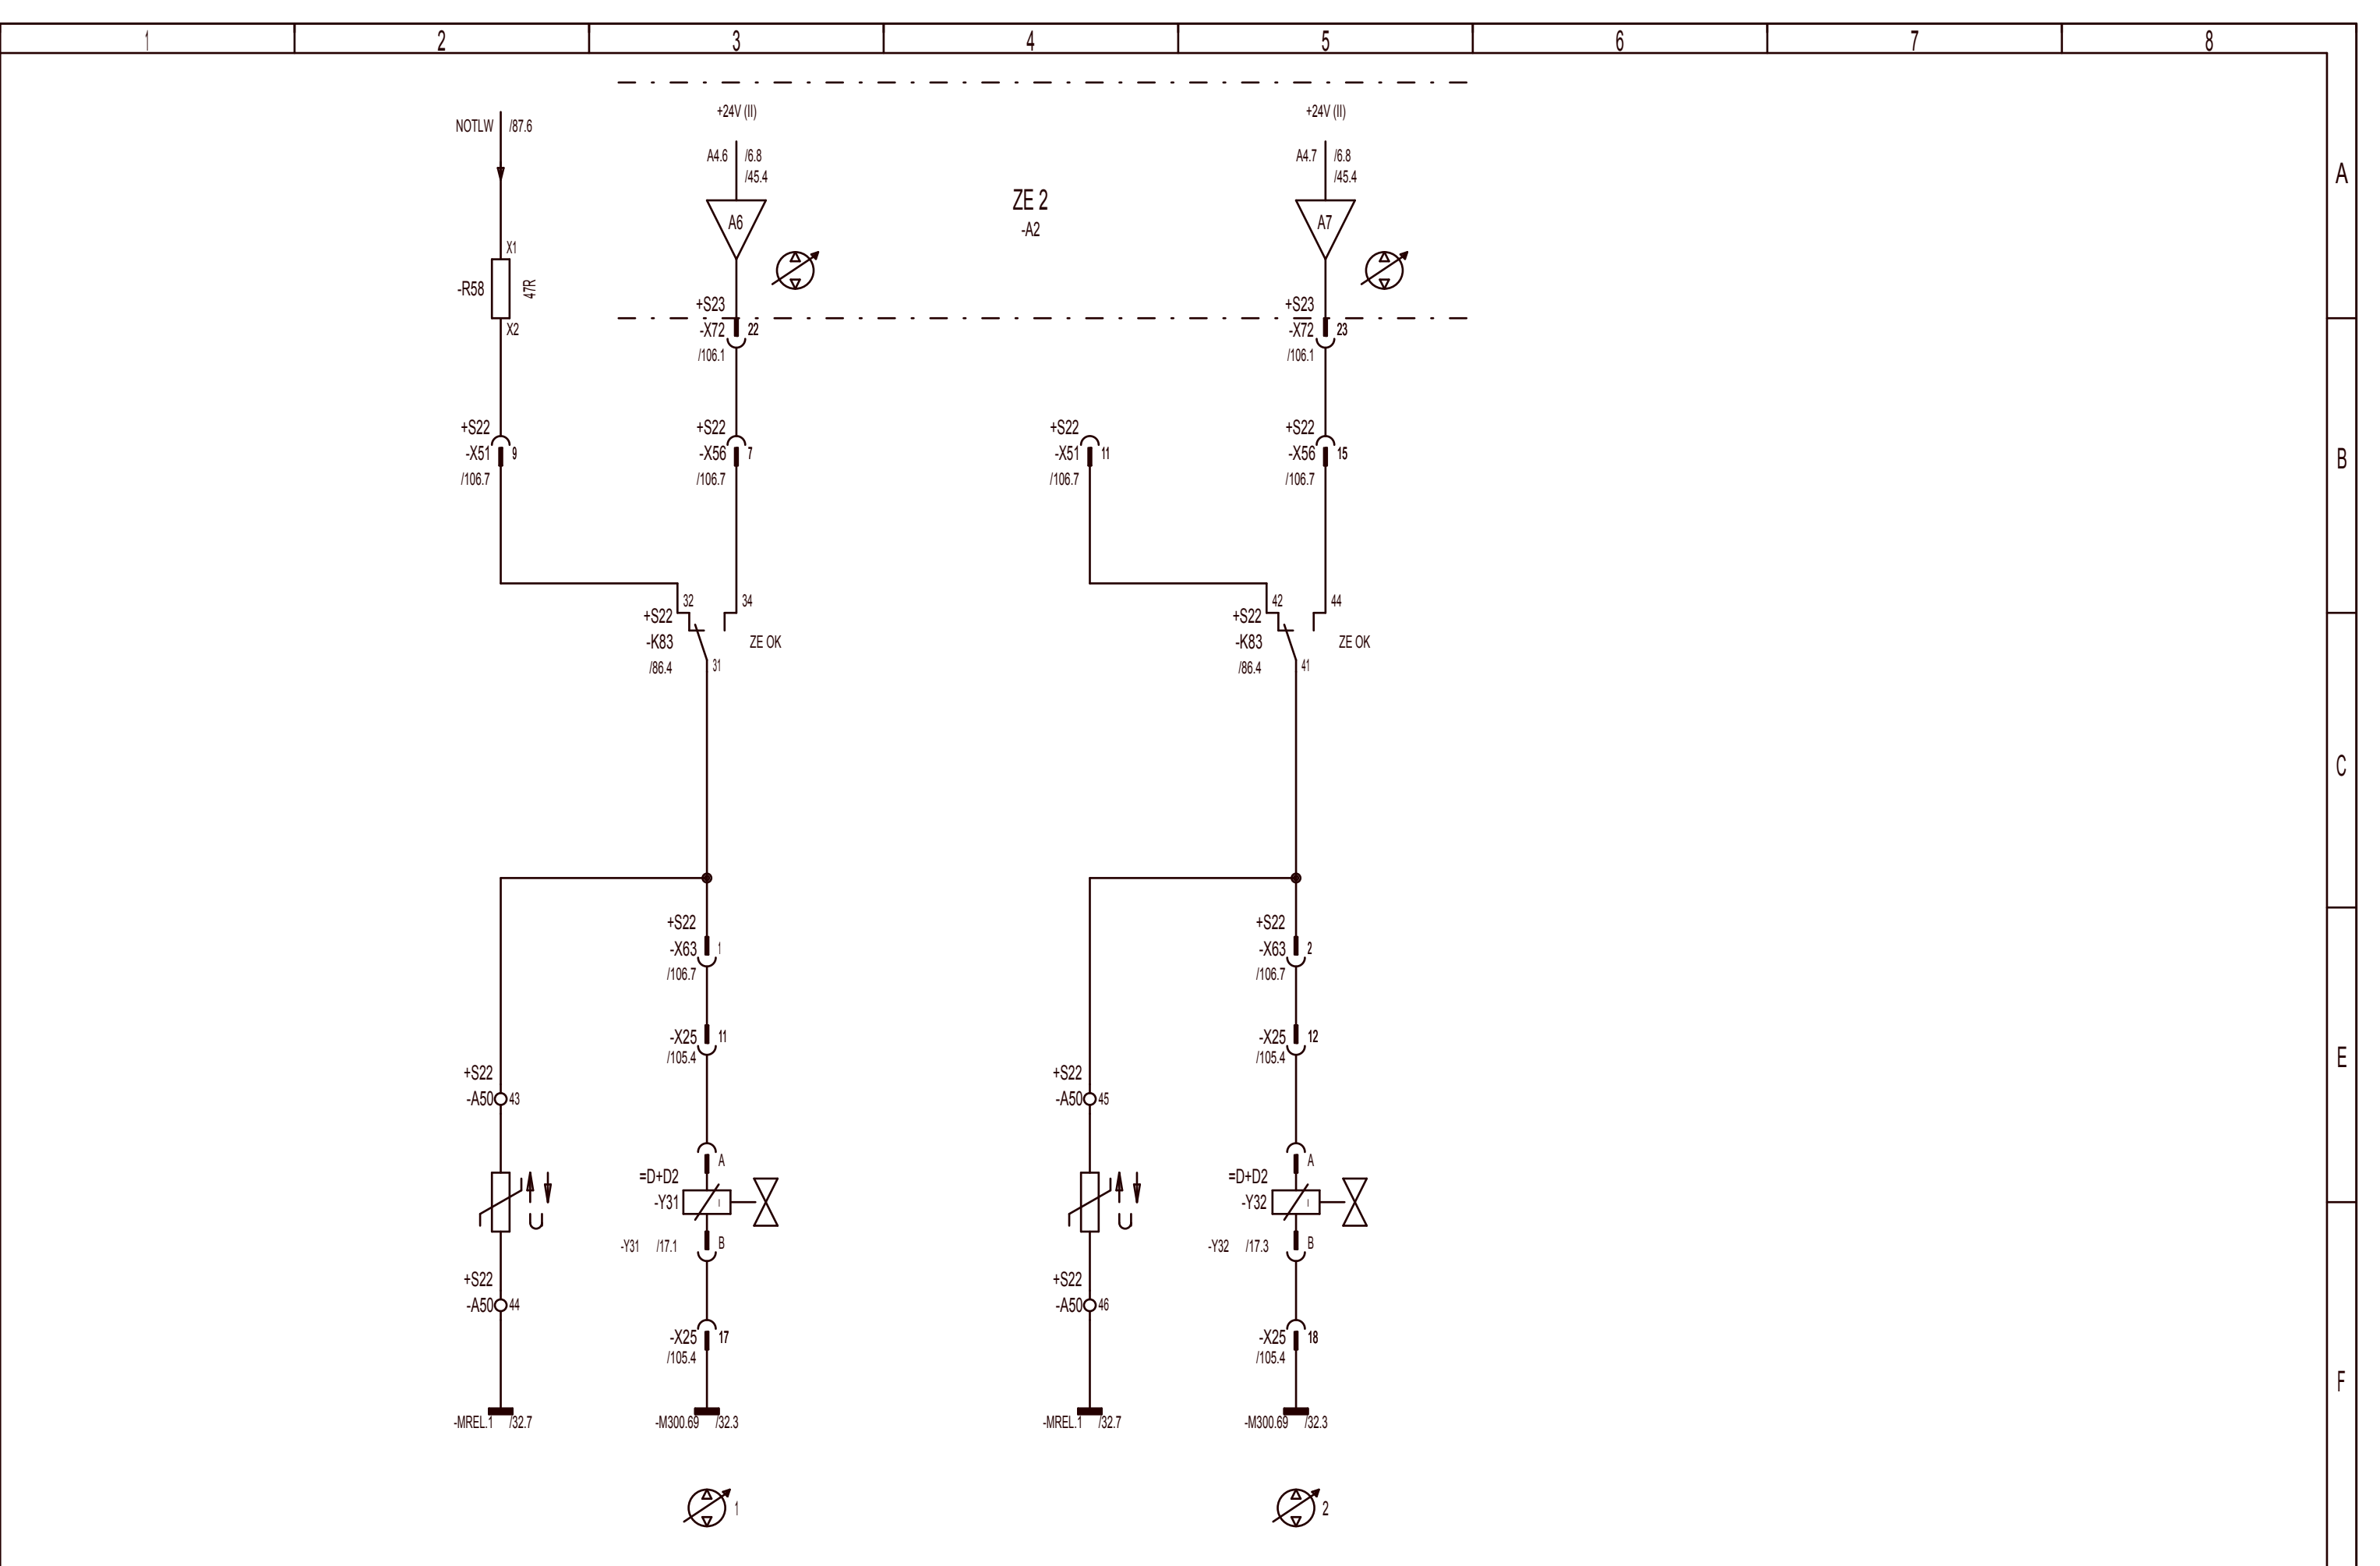 1 2 3 4 5 6 7 8
+24V (II) +24V (II)
NOTLW /87.6
A4.6 /6.8 A4.7 /6.8
/45.4 /45.4
A
ZE 2
A6 A7
-A2
X1
-R58 47R
+S23 +S23
X2 -X72 22 -X72 23
/106.1 /106.1
+S22 +S22 +S22 +S22
-X51 9 -X56 7 -X51 11 -X56 15
B
/106.7 /106.7 /106.7 /106.7
32 34 42 44
+S22 +S22
-K83 ZE OK -K83 ZE OK
/86.4 31 /86.4 41
C
+S22 +S22
-X63 1 -X63 2
/106.7 /106.7
-X25 11 -X25 12
/105.4 /105.4
E
+S22 +S22
-A50 43 -A50 45
A A
=D+D2 =D+D2
-Y31 I -Y32 I
-Y31 /17.1 B -Y32 /17.3 B
+S22 +S22
-A50 44 -A50 46
-X25 17 -X25 18
/105.4 /105.4
F
-MREL.1 /32.7 -M300.69 /32.3 -MREL.1 /32.7 -M300.69 /32.3
1 2